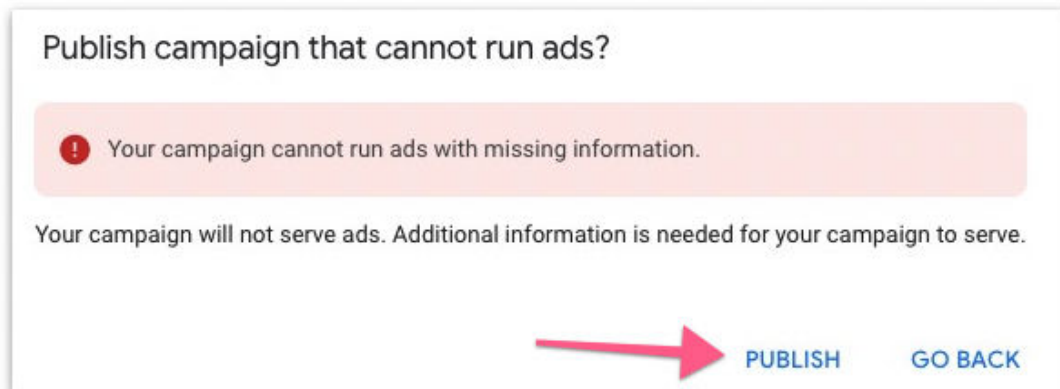 Publish campaign that cannot run ads?
Your campaign cannot run ads with missing information.
Your campaign will not serve ads. Additional information is needed for your campaign to serve.
PUBLISH GO BACK